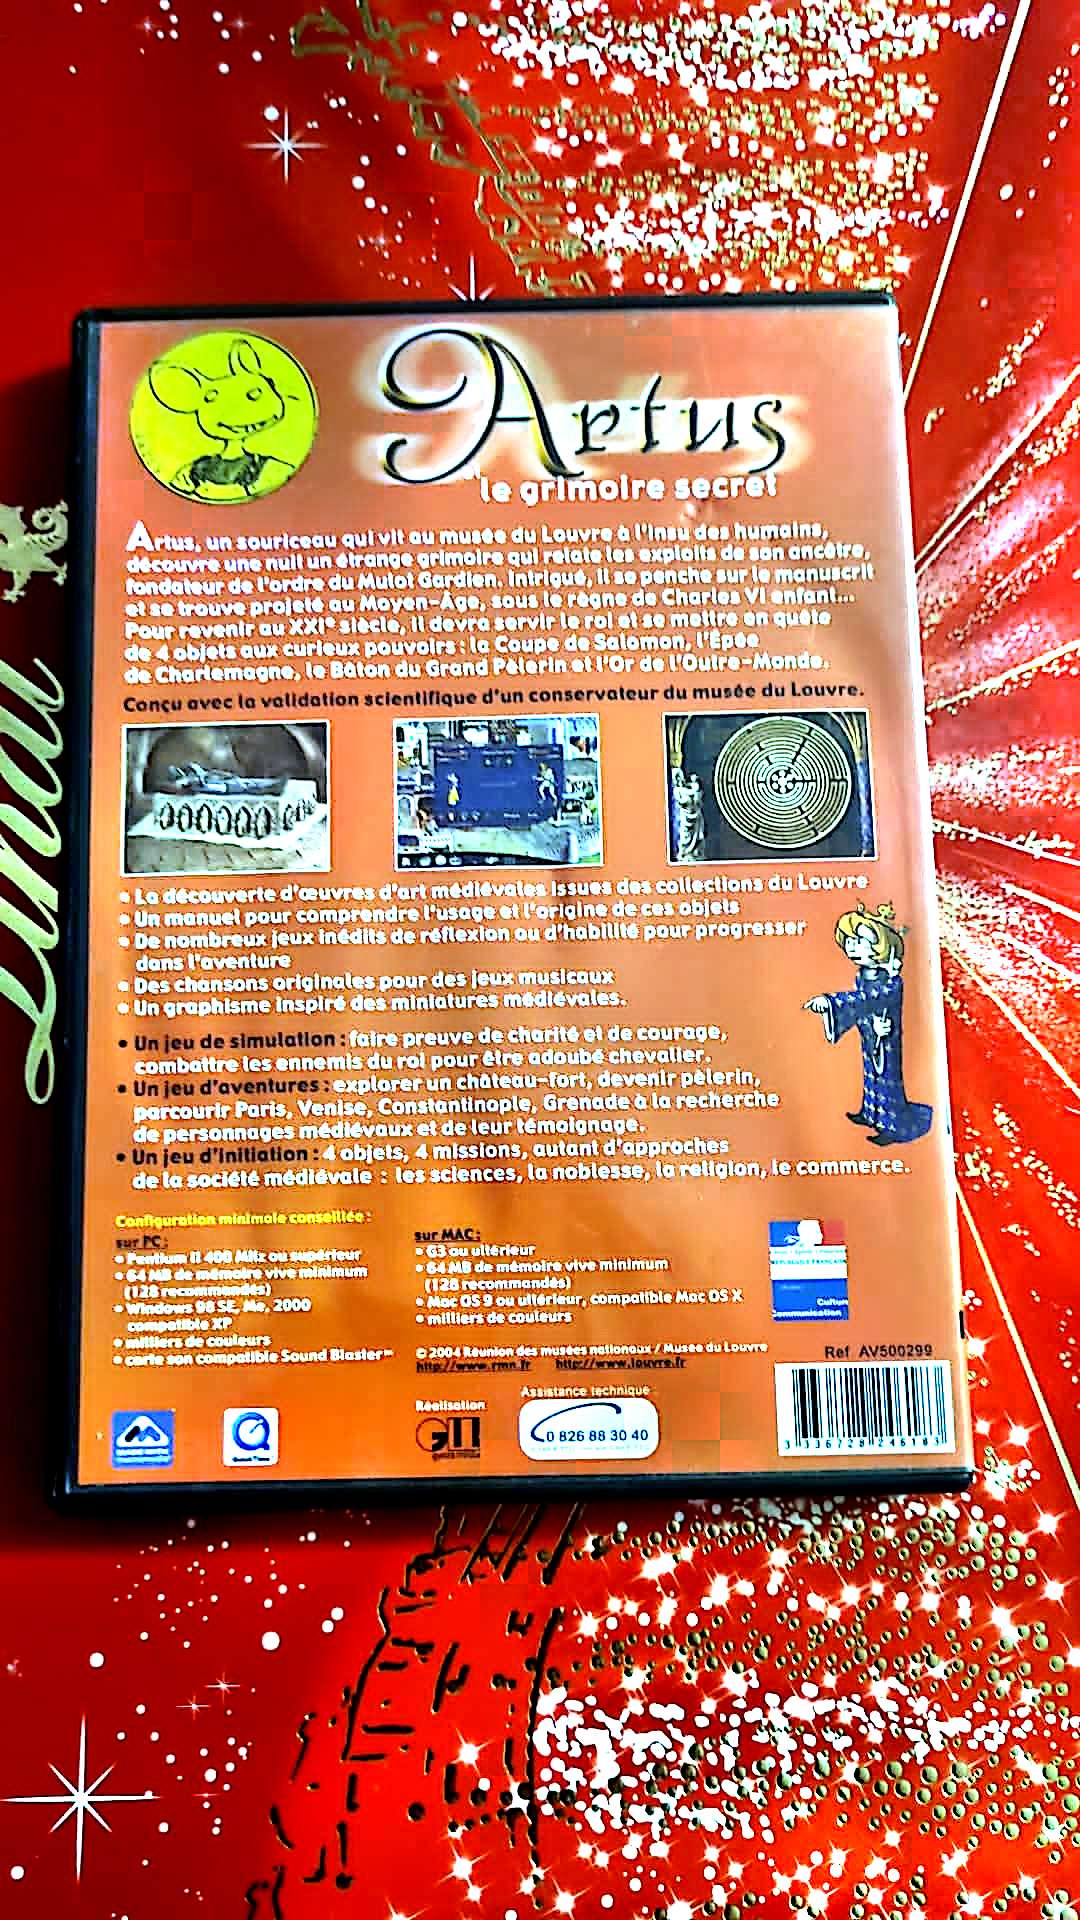 Lindt
Artus
le grimoire secret
Artus, un souriceau qui vit au musée du Louvre à l'insu des humains,
découvre une nuit un étrange grimoire qui relate les exploits de son ancêtre,
fondateur de l'ordre du Mulot Gardien. Intrigué, il se penche sur le manuscrit
et se trouve projeté au Moyen-Âge, sous le règne de Charles VI enfant...
Pour revenir au XXIe siècle, il devra servir le roi et se mettre en quête
de 4 objets aux curieux pouvoirs : la Coupe de Salomon, l'Épée
de Charlemagne, le Bâton du Grand Pèlerin et l'Or de l'Outre-Monde.
Conçu avec la validation scientifique d'un conservateur du musée du Louvre.
• La découverte d'œuvres d'art médiévales issues des collections du Louvre
• Un manuel pour comprendre l'usage et l'origine de ces objets
• De nombreux jeux inédits de réflexion ou d'habilité pour progresser
dans l'aventure
• Des chansons originales pour des jeux musicaux
• Un graphisme inspiré des miniatures médiévales.
• Un jeu de simulation : faire preuve de charité et de courage,
combattre les ennemis du roi pour être adoubé chevalier.
• Un jeu d'aventures : explorer un château-fort, devenir pèlerin,
parcourir Paris, Venise, Constantinople, Grenade à la recherche
de personnages médiévaux et de leur témoignage.
• Un jeu d'initiation : 4 objets, 4 missions, autant d'approches
de la société médiévale : les sciences, la noblesse, la religion, le commerce.
Configuration minimale conseillée :
sur PC :
• Pentium II 400 MHz ou supérieur
• 64 MB de mémoire vive minimum
(128 recommandés)
• Windows 98 SE, Me, 2000
compatible XP
• milliers de couleurs
• carte son compatible Sound Blaster™
sur MAC :
• G3 ou ultérieur
• 64 MB de mémoire vive minimum
(128 recommandés)
• Mac OS 9 ou ultérieur, compatible Mac OS X
• milliers de couleurs
RÉPUBLIQUE FRANÇAISE
Culture
Communication
© 2004 Réunion des musées nationaux / Musée du Louvre
http://www.rmn.fr http://www.louvre.fr
Ref AV500299
Réalisation
Assistance technique
0 826 88 30 40
QuickTime
3 336728 246183